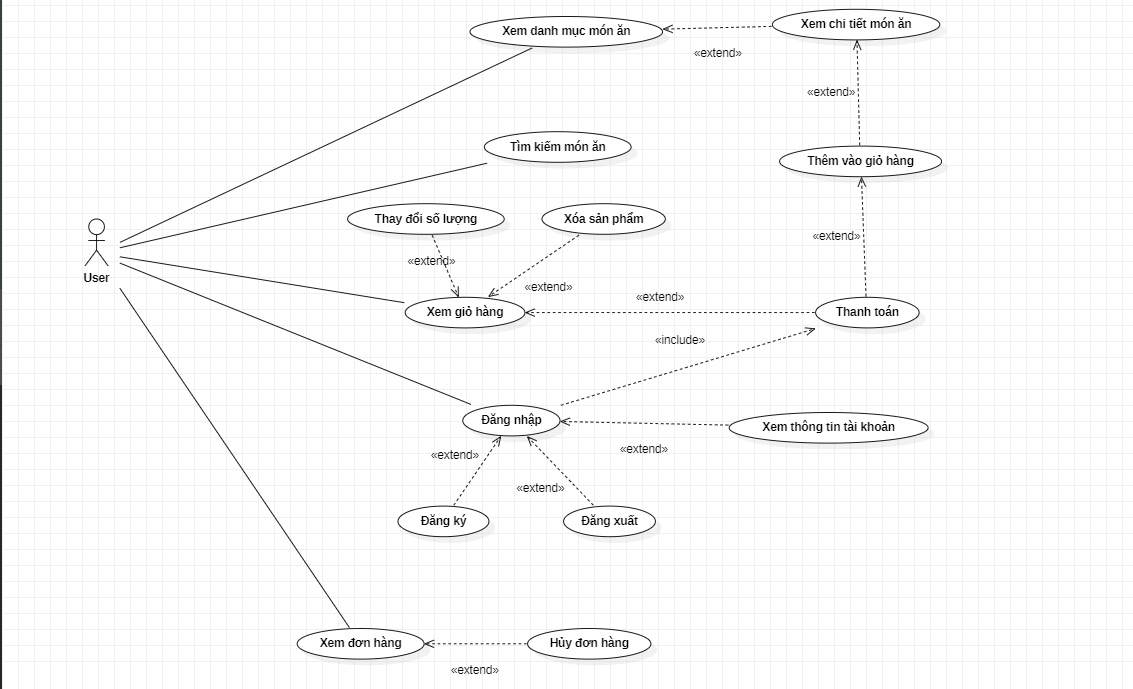 Xem danh mục món ăn
Xem chi tiết món ăn
«extend»
«extend»
Tìm kiếm món ăn
Thêm vào giỏ hàng
Thay đổi số lượng
Xóa sản phẩm
«extend»
«extend»
User
«extend»
«extend»
Xem giỏ hàng
Thanh toán
«include»
Đăng nhập
Xem thông tin tài khoản
«extend»
«extend»
«extend»
Đăng ký
Đăng xuất
Xem đơn hàng
Hủy đơn hàng
«extend»